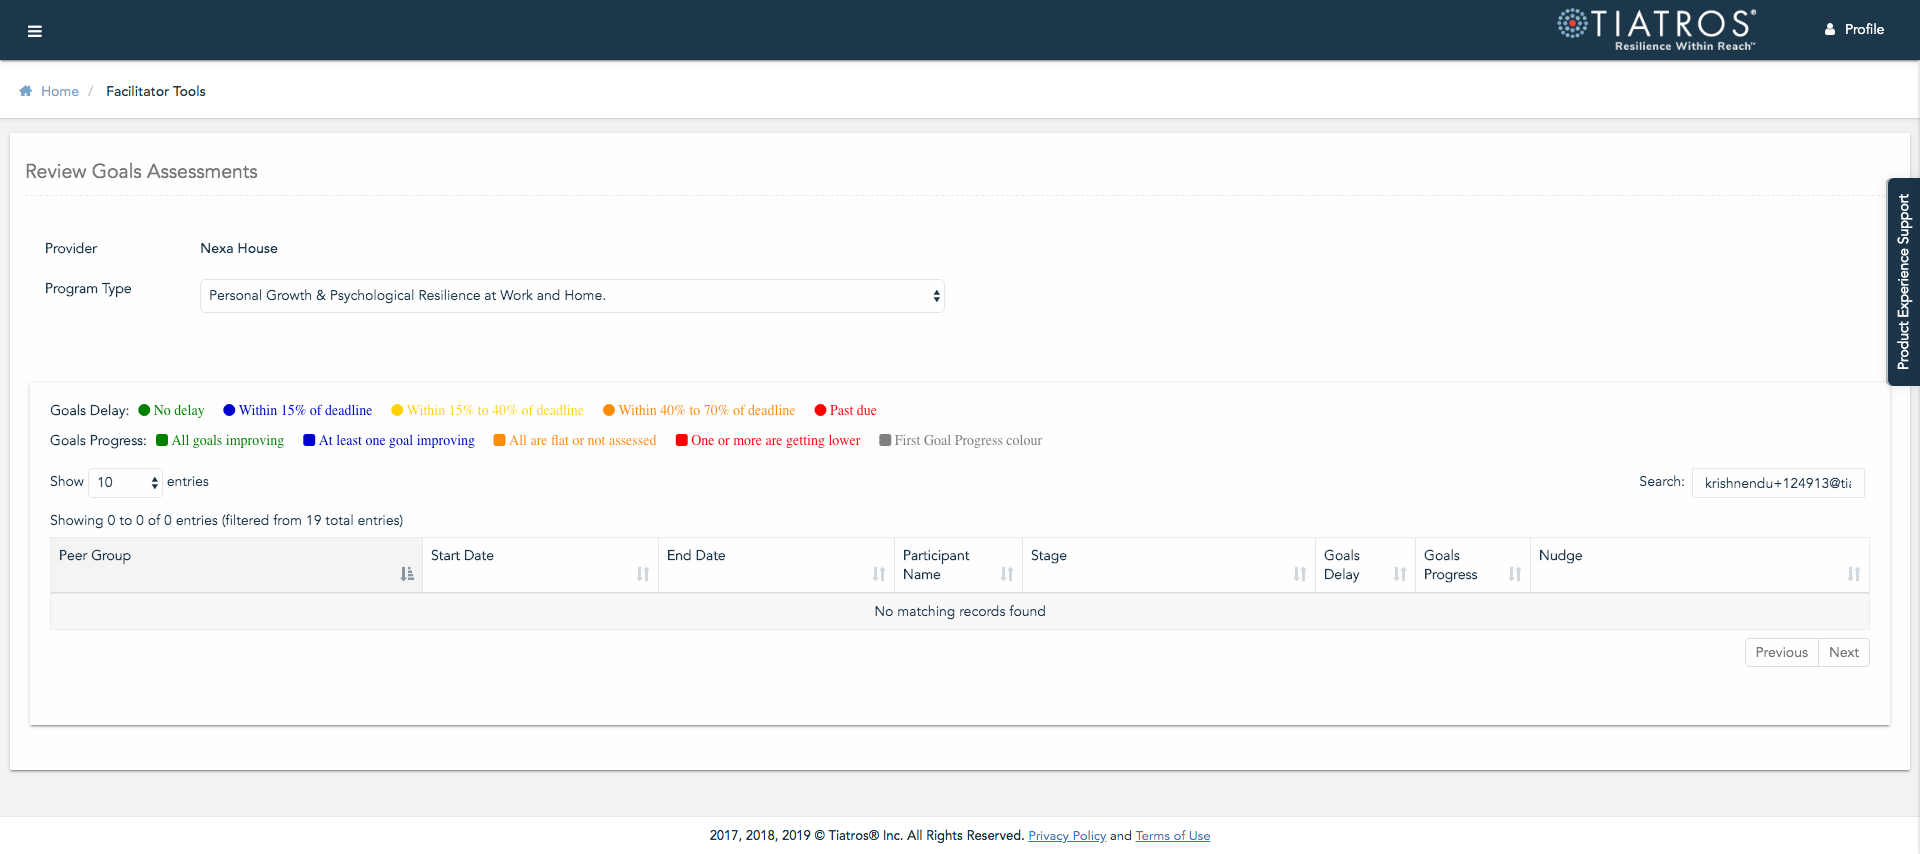 TIATROS®
Resilience Within Reach™
Profile
Home / Facilitator Tools
Review Goals Assessments
Product Experience Support
Provider Nexa House
Program Type Personal Growth & Psychological Resilience at Work and Home.
Goals Delay: No delay Within 15% of deadline Within 15% to 40% of deadline Within 40% to 70% of deadline Past due
Goals Progress: All goals improving At least one goal improving All are flat or not assessed One or more are getting lower First Goal Progress colour
Show 10 entries Search: krishnendu+124913@tia
Showing 0 to 0 of 0 entries (filtered from 19 total entries)
Peer Group Start Date End Date Participant Name Stage Goals Delay Goals Progress Nudge
No matching records found
Previous Next
2017, 2018, 2019 © Tiatros® Inc. All Rights Reserved. Privacy Policy and Terms of Use